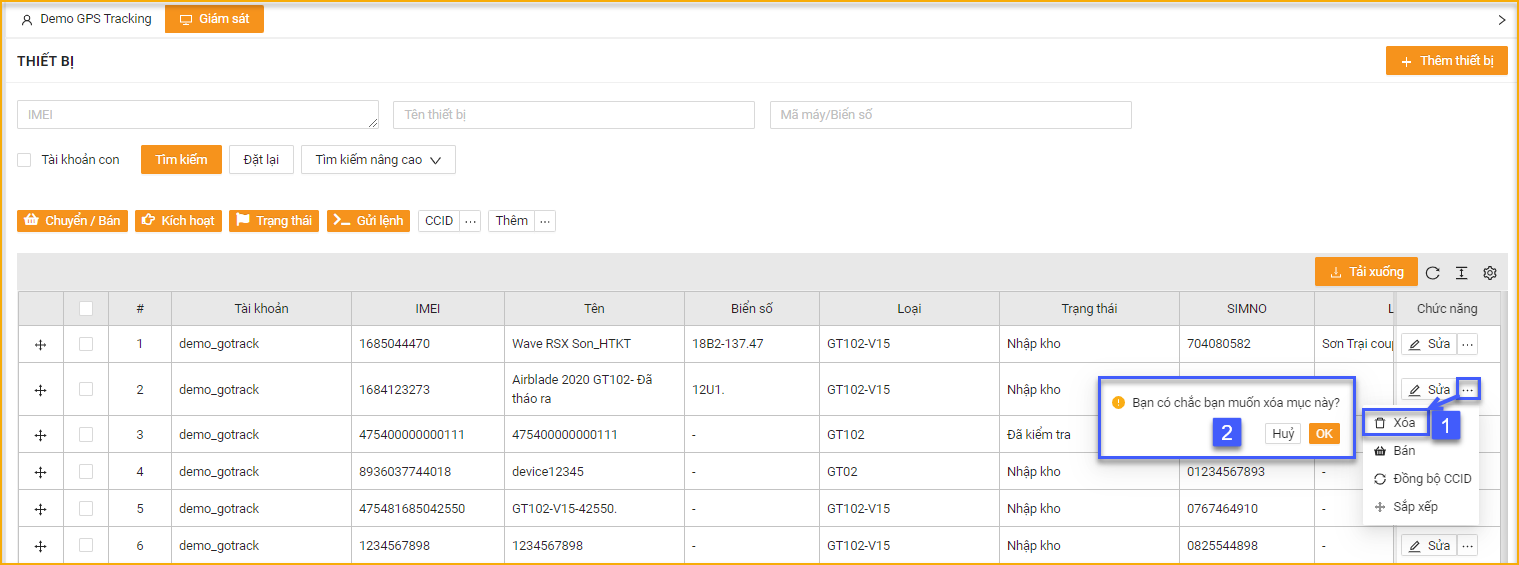 Demo GPS Tracking Giám sát
THIẾT BỊ + Thêm thiết bị
IMEI Tên thiết bị Mã máy/Biển số
Tài khoản con Tìm kiếm Đặt lại Tìm kiếm nâng cao
Chuyển / Bán Kích hoạt Trạng thái Gửi lệnh CCID ... Thêm ...
Tải xuống
# Tài khoản IMEI Tên Biển số Loại Trạng thái SIMNO L Chức năng
1 demo_gotrack 1685044470 Wave RSX Son_HTKT 18B2-137.47 GT102-V15 Nhập kho 704080582 Sơn Trại coup Sửa ...
2 demo_gotrack 1684123273 Airblade 2020 GT102- Đã 12U1. GT102-V15 Nhập kho Sửa ...
tháo ra
Bạn có chắc bạn muốn xóa mục này?
2 Huỷ OK
Xóa 1
Bán
Đồng bộ CCID
Sắp xếp
3 demo_gotrack 475400000000111 475400000000111 - GT102 Đã kiểm tra
4 demo_gotrack 8936037744018 device12345 - GT02 Nhập kho 01234567893 -
5 demo_gotrack 475481685042550 GT102-V15-42550. - GT102-V15 Nhập kho 0767464910 -
6 demo_gotrack 1234567898 1234567898 - GT102-V15 Nhập kho 0825544898 - Sửa ...